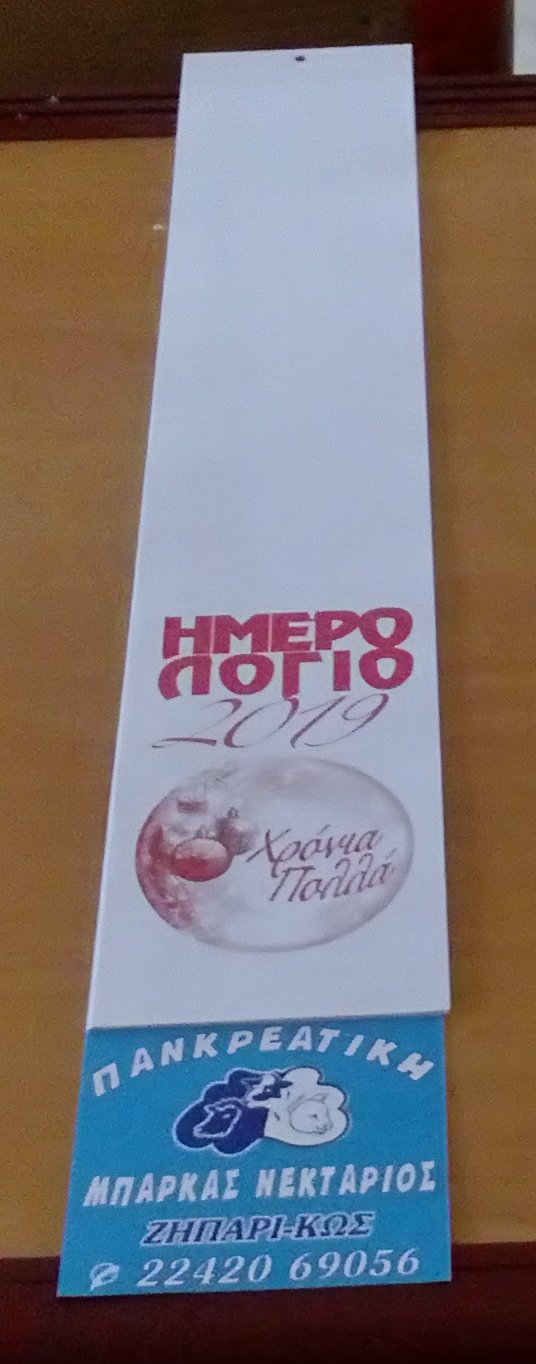 ΗΜΕΡΟ
ΛΟΓΙΟ
2019
Χρόνια
Πολλά
ΠΑΝΚΡΕΑΤΙΚΗ
ΜΠΑΡΚΑΣ ΝΕΚΤΑΡΙΟΣ
ΖΗΠΑΡΙ-ΚΩΣ
22420 69056